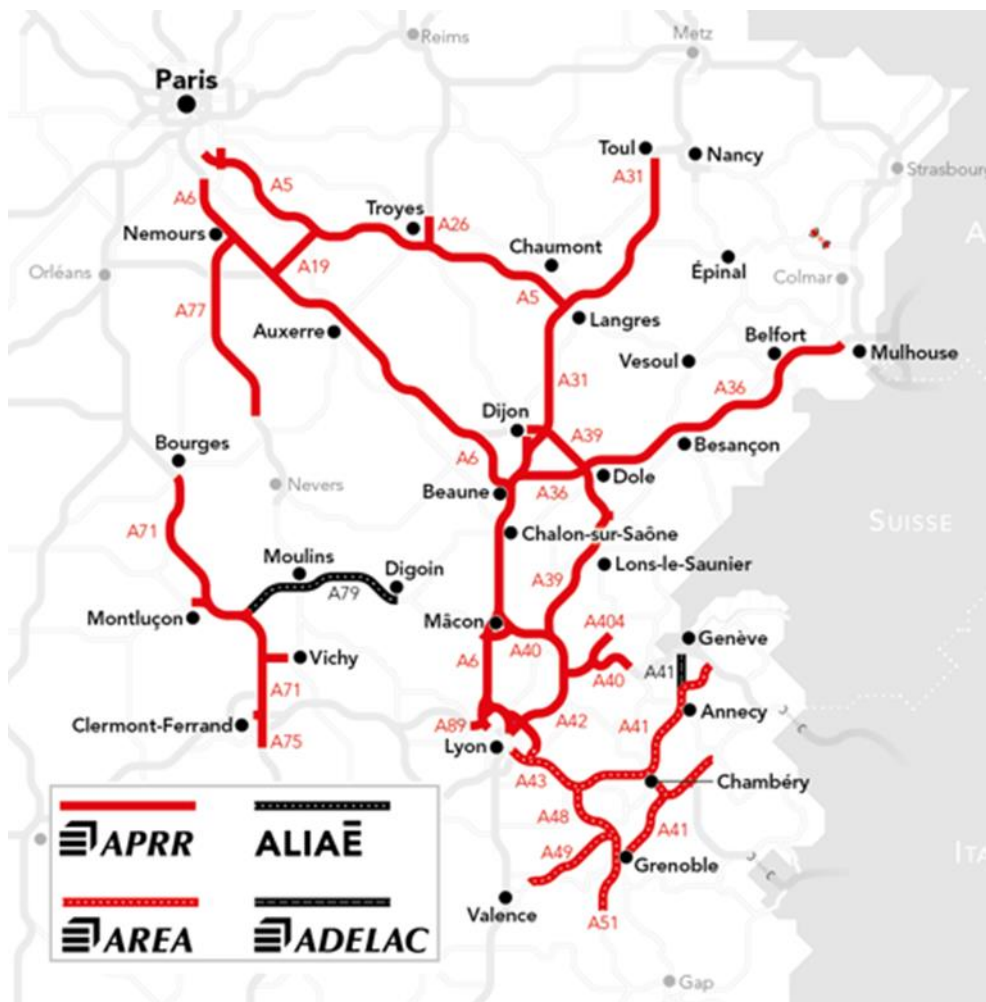 Reims
Metz
Paris
Toul
Nancy
A31
Strasbourg
A5
A6
Troyes
A26
Nemours
Chaumont
A
Épinal
Orléans
A19
Colmar
A5
A77
Langres
Auxerre
Belfort
Vesoul
Mulhouse
A31
A36
Dijon
A39
Bourges
Besançon
A6
Nevers
Dole
Beaune
A36
SUISSE
A71
Chalon-sur-Saône
Moulins
Digoin
Lons-le-Saunier
A39
A79
Montluçon
Mâcon
A404
Genève
A40
A6
Vichy
A40
A41
A71
Annecy
Clermont-Ferrand
A89
A42
A41
A75
Lyon
A43
Chambéry
APRR
ALIAĒ
A48
A41
A49
ITA
Grenoble
Valence
A51
AREA
ADELAC
Gap